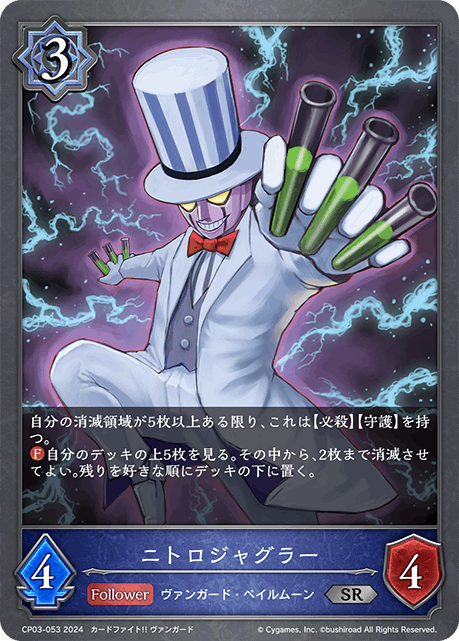 3
自分の消滅領域が5枚以上ある限り、これは【必殺】【守護】を持
つ。
F 自分のデッキの上5枚を見る。その中から、2枚まで消滅させ
てよい。残りを好きな順にデッキの下に置く。
ニトロジャグラー
4 Follower ヴァンガード・ペイルムーン SR 4
CP03-053 2024 カードファイト!! ヴァンガード © Cygames, Inc. ©bushiroad All Rights Reserved.